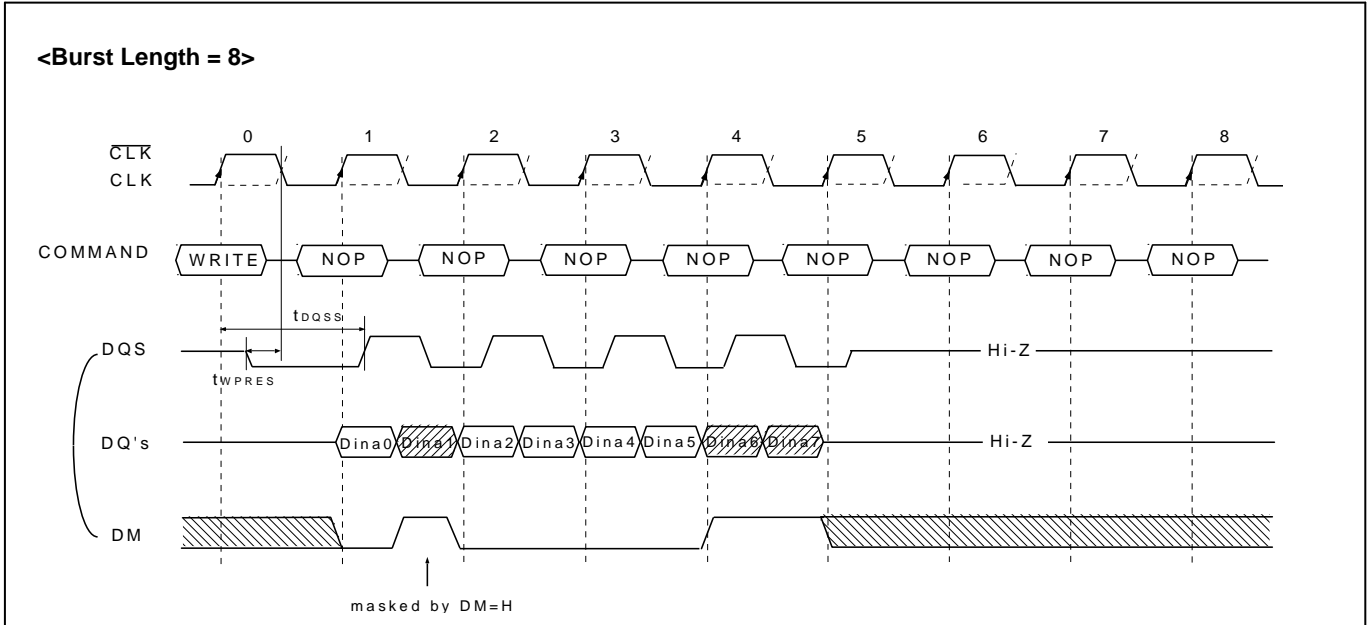 <Burst Length = 8>
0 1 2 3 4 5 6 7 8
CLK
CLK
COMMAND WRITE NOP NOP NOP NOP NOP NOP NOP NOP
tDQSS
DQS Hi-Z
tWPRES
DQ's Dina0 Dina1 Dina2 Dina3 Dina4 Dina5 Dina6 Dina7 Hi-Z
DM
masked by DM=H